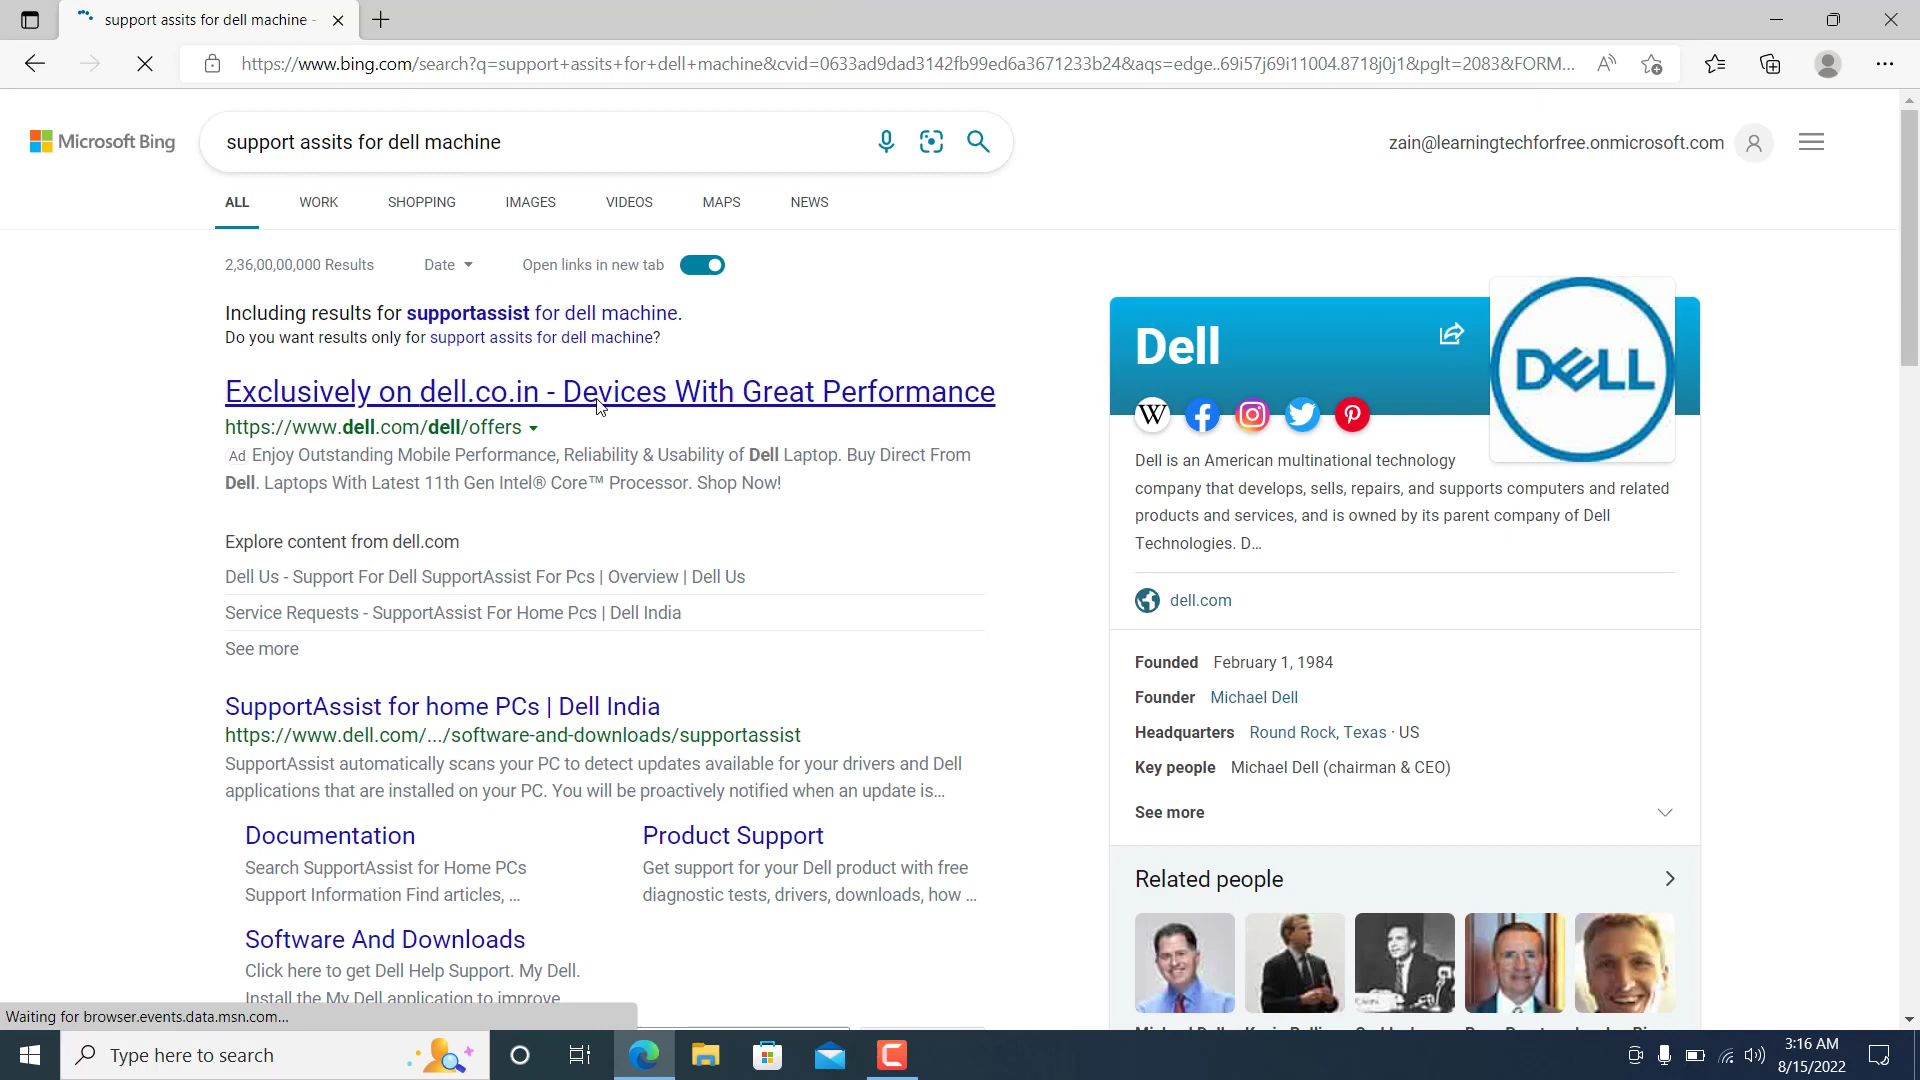 support assits for dell machine -
https://www.bing.com/search?q=support+assits+for+dell+machine&cvid=0633ad9dad3142fb99ed6a3671233b24&aqs=edge..69i57j69i11004.8718j0j1&pglt=2083&FORM...
Microsoft Bing
support assits for dell machine
zain@learningtechforfree.onmicrosoft.com
ALL WORK SHOPPING IMAGES VIDEOS MAPS NEWS
2,36,00,00,000 Results Date Open links in new tab
Including results for supportassist for dell machine.
Do you want results only for support assits for dell machine?
Exclusively on dell.co.in - Devices With Great Performance
https://www.dell.com/dell/offers
Ad Enjoy Outstanding Mobile Performance, Reliability & Usability of Dell Laptop. Buy Direct From
Dell. Laptops With Latest 11th Gen Intel® Core™ Processor. Shop Now!
Explore content from dell.com
Dell Us - Support For Dell SupportAssist For Pcs | Overview | Dell Us
Service Requests - SupportAssist For Home Pcs | Dell India
See more
SupportAssist for home PCs | Dell India
https://www.dell.com/.../software-and-downloads/supportassist
SupportAssist automatically scans your PC to detect updates available for your drivers and Dell
applications that are installed on your PC. You will be proactively notified when an update is...
Documentation
Search SupportAssist for Home PCs
Support Information Find articles, ...
Product Support
Get support for your Dell product with free
diagnostic tests, drivers, downloads, how ...
Software And Downloads
Click here to get Dell Help Support. My Dell.
Install the My Dell application to improve
Dell
DELL
W
Dell is an American multinational technology
company that develops, sells, repairs, and supports computers and related
products and services, and is owned by its parent company of Dell
Technologies. D...
dell.com
Founded February 1, 1984
Founder Michael Dell
Headquarters Round Rock, Texas · US
Key people Michael Dell (chairman & CEO)
See more
Related people
Waiting for browser.events.data.msn.com...
Type here to search
3:16 AM
8/15/2022